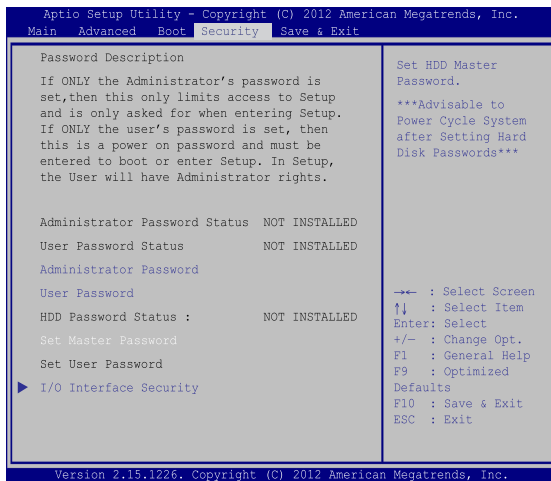 Aptio Setup Utility - Copyright (C) 2012 American Megatrends, Inc.
Main Advanced Boot Security Save & Exit
Password Description
If ONLY the Administrator's password is
set,then this only limits access to Setup
and is only asked for when entering Setup.
If ONLY the user's password is set, then
this is a power on password and must be
entered to boot or enter Setup. In Setup,
the User will have Administrator rights.
Administrator Password Status NOT INSTALLED
User Password Status NOT INSTALLED
Administrator Password
User Password
HDD Password Status : NOT INSTALLED
Set Master Password
Set User Password
I/O Interface Security
Set HDD Master
Password.
***Advisable to
Power Cycle System
after Setting Hard
Disk Passwords***
→← : Select Screen
↑↓ : Select Item
Enter: Select
+/— : Change Opt.
F1 : General Help
F9 : Optimized
Defaults
F10 : Save & Exit
ESC : Exit
Version 2.15.1226. Copyright (C) 2012 American Megatrends, Inc.